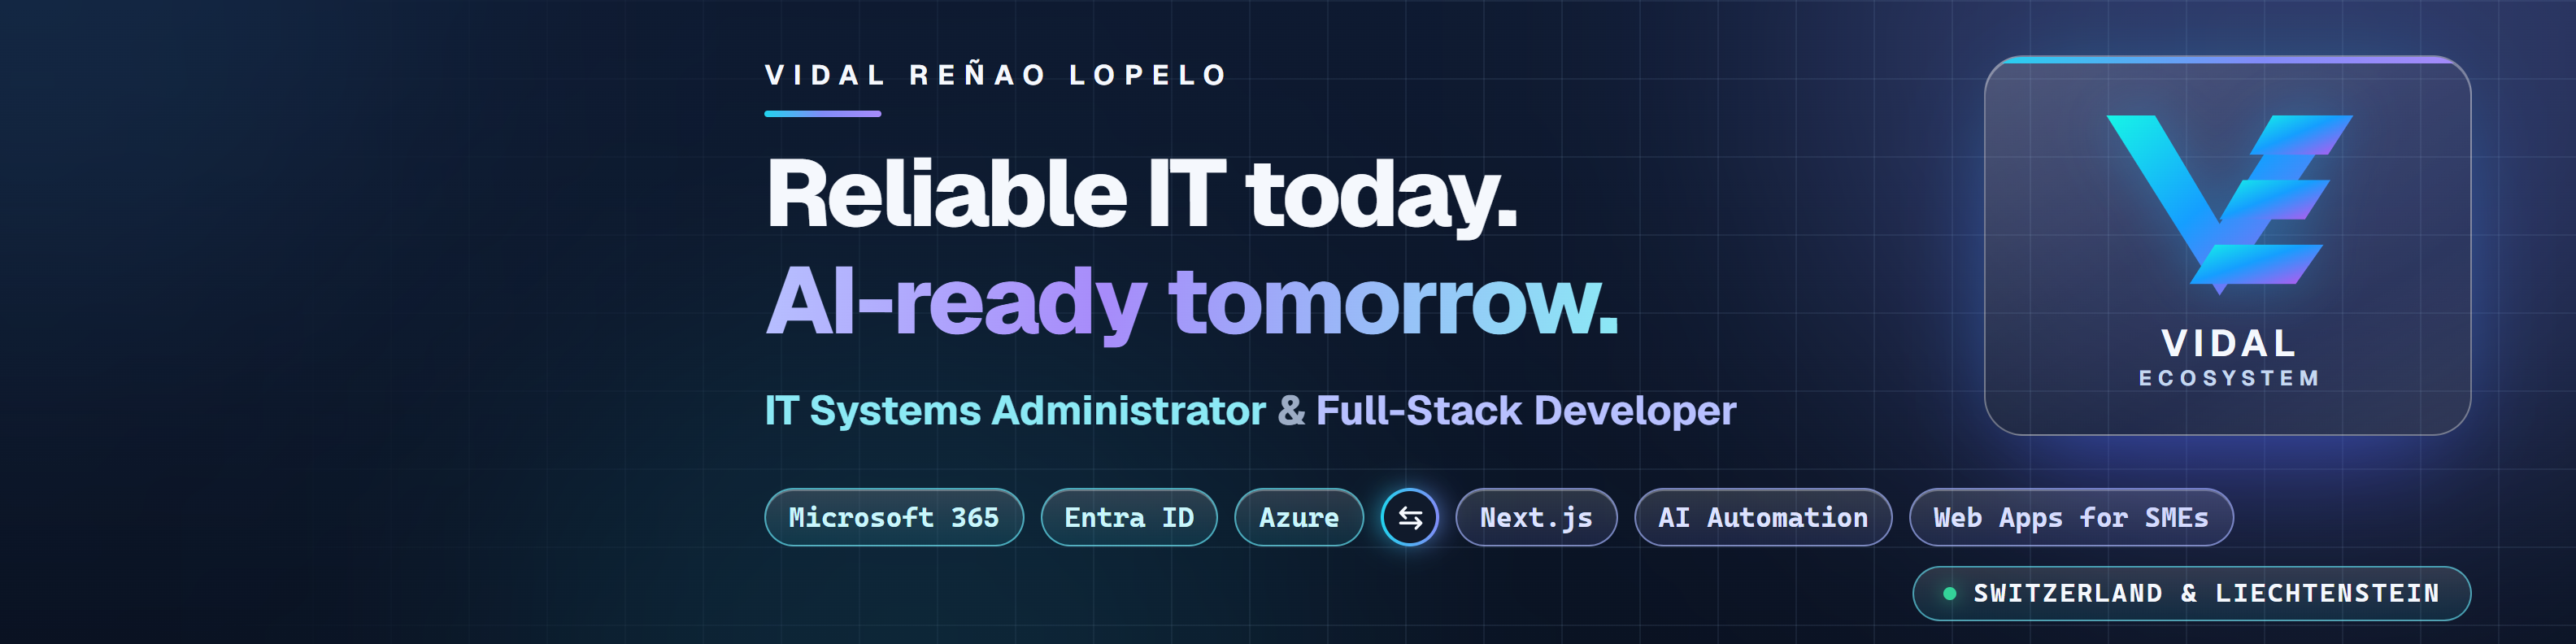 VIDAL REÑAO LOPELO
Reliable IT today.
AI-ready tomorrow.
IT Systems Administrator & Full-Stack Developer
Microsoft 365 Entra ID Azure Next.js AI Automation Web Apps for SMEs
VE
VIDAL
ECOSYSTEM
SWITZERLAND & LIECHTENSTEIN